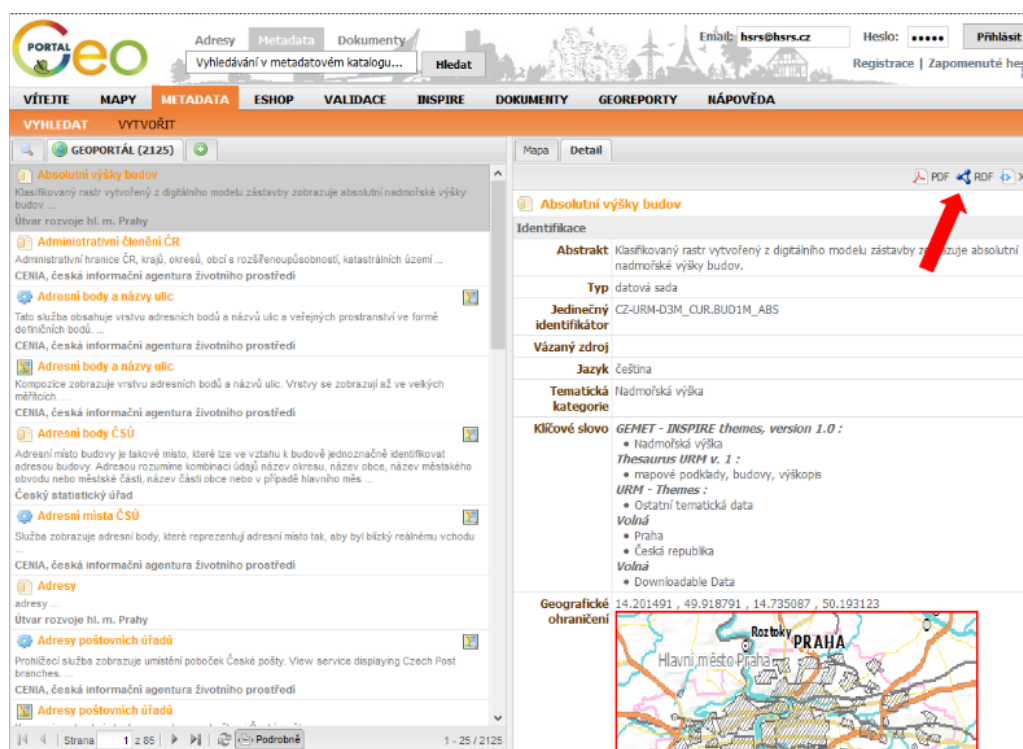 PORTAL
Geo
Adresy Metadata Dokumenty
Vyhledávání v metadatovém katalogu... Hledat
Email: hsrs@hsrs.cz Heslo: ●●●●● Přihlásit
Registrace | Zapomenuté hes
VÍTEJTE MAPY METADATA ESHOP VALIDACE INSPIRE DOKUMENTY GEOREPORTY NÁPOVĚDA
VYHLEDAT VYTVOŘIT
GEOPORTÁL (2125)
Absolutní výšky budov
Klasifikovaný rastr vytvořený z digitálního modelu zástavby zobrazuje absolutní nadmořské výšky
budov. ...
Útvar rozvoje hl. m. Prahy
Administrativní členění ČR
Administrativní hranice ČR, krajů, okresů, obcí s rozšířenoupůsobností, katastrálních území ...
CENIA, česká informační agentura životního prostředí
Adresní body a názvy ulic
Tato služba obsahuje vrstvu adresních bodů a názvů ulic a veřejných prostranství ve formě
definičních bodů. ...
CENIA, česká informační agentura životního prostředí
Adresní body a názvy ulic
Kompozice zobrazuje vrstvu adresních bodů a názvů ulic. Vrstvy se zobrazují až ve velkých
měřítcích. ...
CENIA, česká informační agentura životního prostředí
Adresní body ČSÚ
Adresní místo budovy je takové místo, které lze ve vztahu k budově jednoznačně identifikovat
adresou budovy. Adresou rozumíme kombinaci údajů název okresu, název obce, název městského
obvodu nebo městské části, název části obce nebo v případě hlavního měs ...
Český statistický úřad
Adresní místa ČSÚ
Služba zobrazuje adresní body, které reprezentují adresní místo tak, aby byl blízký reálnému vchodu
...
CENIA, česká informační agentura životního prostředí
Adresy
adresy ...
Útvar rozvoje hl. m. Prahy
Adresy poštovních úřadů
Prohlížecí služba zobrazuje umístění poboček České pošty. View service displaying Czech Post
branches. ...
CENIA, česká informační agentura životního prostředí
Adresy poštovních úřadů
Strana 1 z 85 Podrobně 1 - 25 / 2125
Mapa Detail
PDF RDF X
Absolutní výšky budov
Identifikace
Abstrakt Klasifikovaný rastr vytvořený z digitálního modelu zástavby zobrazuje absolutní
nadmořské výšky budov.
Typ datová sada
Jedinečný CZ-URM-D3M_CUR.BUD1M_ABS
identifikátor
Vázaný zdroj
Jazyk čeština
Tematická Nadmořská výška
kategorie
Klíčové slovo GEMET - INSPIRE themes, version 1.0 :
• Nadmořská výška
Thesaurus URM v. 1 :
• mapové podklady, budovy, výškopis
URM - Themes :
• Ostatní tematická data
Volná
• Praha
• Česká republika
Volná
• Downloadable Data
Geografické 14.201491 , 49.918791 , 14.735087 , 50.193123
ohraničení
Roztoky
PRAHA
Hlavní město Praha